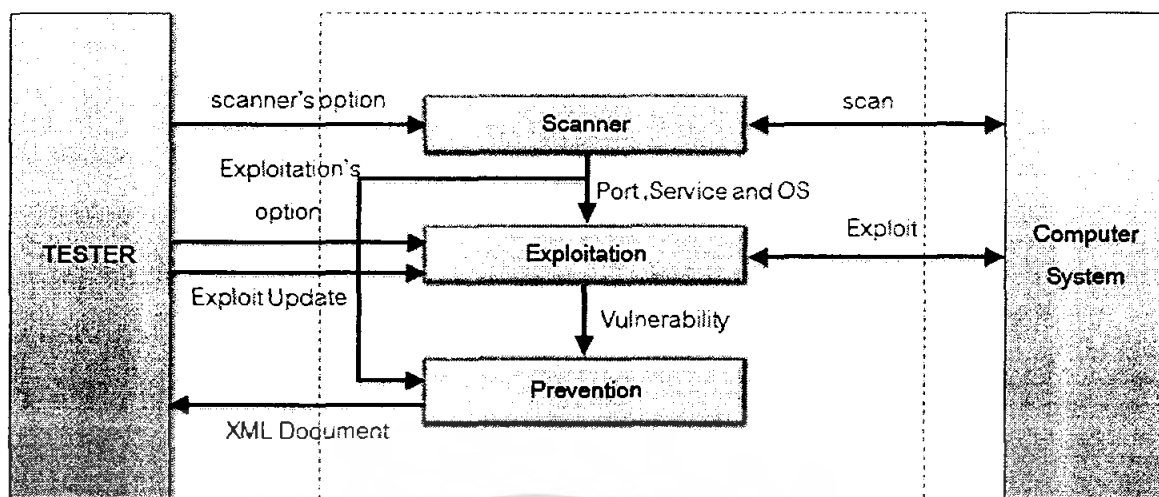 scanner's option
Scanner
scan
Exploitation's
option
Port ,Service and OS
TESTER
Exploitation
Exploit
Computer
System
Exploit Update
Vulnerability
Prevention
XML Document